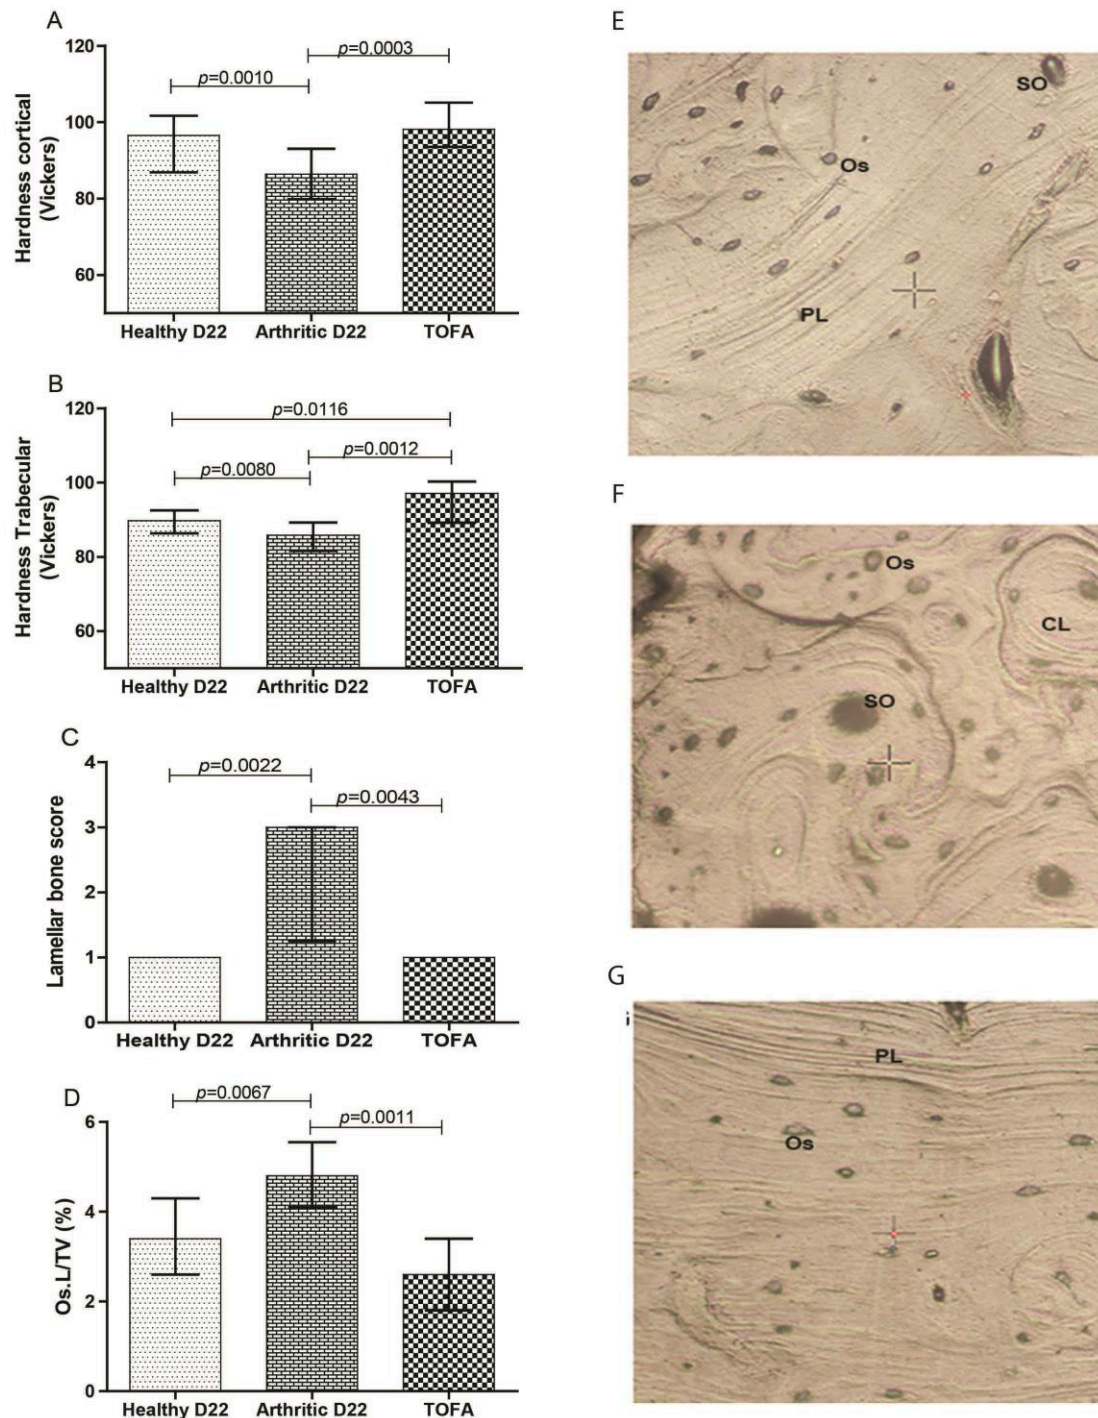 A
120
100
80
60
Hardness cortical
(Vickers)
p=0.0003
p=0.0010
Healthy D22 Arthritic D22 TOFA
B
120
100
80
60
Hardness Trabecular
(Vickers)
p=0.0116
p=0.0012
p=0.0080
Healthy D22 Arthritic D22 TOFA
C
4
3
2
1
0
Lamellar bone score
p=0.0022
p=0.0043
Healthy D22 Arthritic D22 TOFA
D
6
4
2
0
Os.L/TV (%)
p=0.0067
p=0.0011
Healthy D22 Arthritic D22 TOFA
E
SO
Os
PL
F
Os
CL
SO
G
i
PL
Os